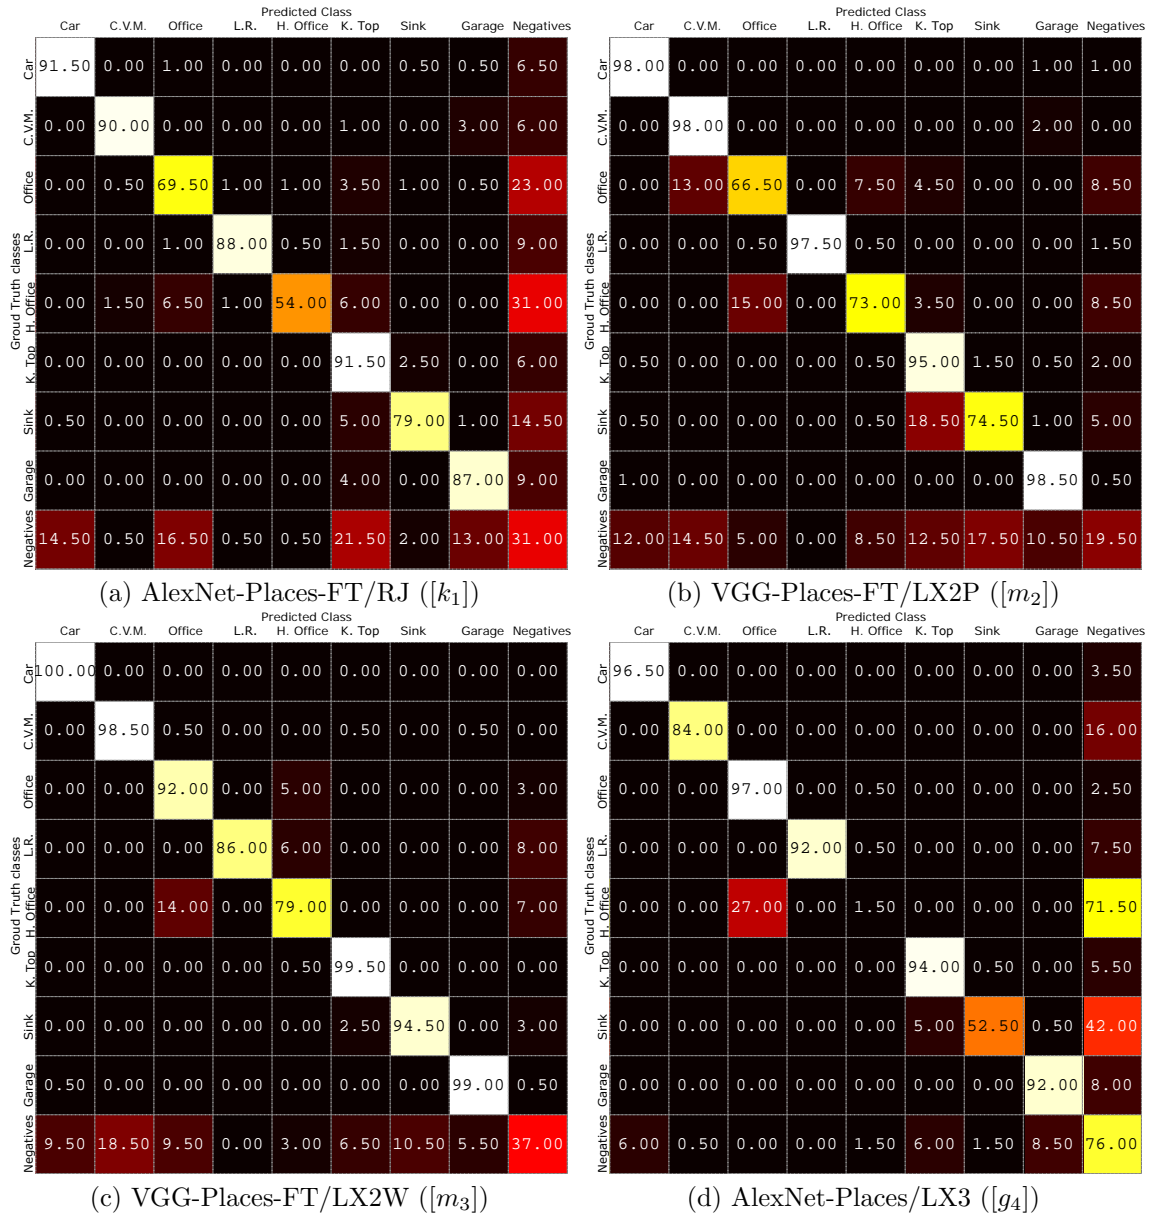 Predicted Class
Car C.V.M. Office L.R. H. Office K. Top Sink Garage Negatives
Groud Truth classes
Car 91.50 0.00 1.00 0.00 0.00 0.00 0.50 0.50 6.50
C.V.M. 0.00 90.00 0.00 0.00 0.00 1.00 0.00 3.00 6.00
Office 0.00 0.50 69.50 1.00 1.00 3.50 1.00 0.50 23.00
L.R. 0.00 0.00 1.00 88.00 0.50 1.50 0.00 0.00 9.00
H. Office 0.00 1.50 6.50 1.00 54.00 6.00 0.00 0.00 31.00
K. Top 0.00 0.00 0.00 0.00 0.00 91.50 2.50 0.00 6.00
Sink 0.50 0.00 0.00 0.00 0.00 5.00 79.00 1.00 14.50
Garage 0.00 0.00 0.00 0.00 0.00 4.00 0.00 87.00 9.00
Negatives 14.50 0.50 16.50 0.50 0.50 21.50 2.00 13.00 31.00
(a) AlexNet-Places-FT/RJ ([k1])
Predicted Class
Car C.V.M. Office L.R. H. Office K. Top Sink Garage Negatives
Groud Truth classes
Car 98.00 0.00 0.00 0.00 0.00 0.00 0.00 1.00 1.00
C.V.M. 0.00 98.00 0.00 0.00 0.00 0.00 0.00 2.00 0.00
Office 0.00 13.00 66.50 0.00 7.50 4.50 0.00 0.00 8.50
L.R. 0.00 0.00 0.50 97.50 0.50 0.00 0.00 0.00 1.50
H. Office 0.00 0.00 15.00 0.00 73.00 3.50 0.00 0.00 8.50
K. Top 0.50 0.00 0.00 0.00 0.50 95.00 1.50 0.50 2.00
Sink 0.50 0.00 0.00 0.00 0.00 18.50 74.50 1.00 5.00
Garage 1.00 0.00 0.00 0.00 0.00 0.00 0.00 98.50 0.50
Negatives 12.00 14.50 5.00 0.00 8.50 12.50 17.50 10.50 19.50
(b) VGG-Places-FT/LX2P ([m2])
Predicted Class
Car C.V.M. Office L.R. H. Office K. Top Sink Garage Negatives
Groud Truth classes
Car 100.00 0.00 0.00 0.00 0.00 0.00 0.00 0.00 0.00
C.V.M. 0.00 98.50 0.50 0.00 0.00 0.50 0.00 0.50 0.00
Office 0.00 0.00 92.00 0.00 5.00 0.00 0.00 0.00 3.00
L.R. 0.00 0.00 0.00 86.00 6.00 0.00 0.00 0.00 8.00
H. Office 0.00 0.00 14.00 0.00 79.00 0.00 0.00 0.00 7.00
K. Top 0.00 0.00 0.00 0.00 0.50 99.50 0.00 0.00 0.00
Sink 0.00 0.00 0.00 0.00 0.00 2.50 94.50 0.00 3.00
Garage 0.50 0.00 0.00 0.00 0.00 0.00 0.00 99.00 0.50
Negatives 9.50 18.50 9.50 0.00 3.00 6.50 10.50 5.50 37.00
(c) VGG-Places-FT/LX2W ([m3])
Predicted Class
Car C.V.M. Office L.R. H. Office K. Top Sink Garage Negatives
Groud Truth classes
Car 96.50 0.00 0.00 0.00 0.00 0.00 0.00 0.00 3.50
C.V.M. 0.00 84.00 0.00 0.00 0.00 0.00 0.00 0.00 16.00
Office 0.00 0.00 97.00 0.00 0.50 0.00 0.00 0.00 2.50
L.R. 0.00 0.00 0.00 92.00 0.50 0.00 0.00 0.00 7.50
H. Office 0.00 0.00 27.00 0.00 1.50 0.00 0.00 0.00 71.50
K. Top 0.00 0.00 0.00 0.00 0.00 94.00 0.50 0.00 5.50
Sink 0.00 0.00 0.00 0.00 0.00 5.00 52.50 0.50 42.00
Garage 0.00 0.00 0.00 0.00 0.00 0.00 0.00 92.00 8.00
Negatives 6.00 0.50 0.00 0.00 1.50 6.00 1.50 8.50 76.00
(d) AlexNet-Places/LX3 ([g4])